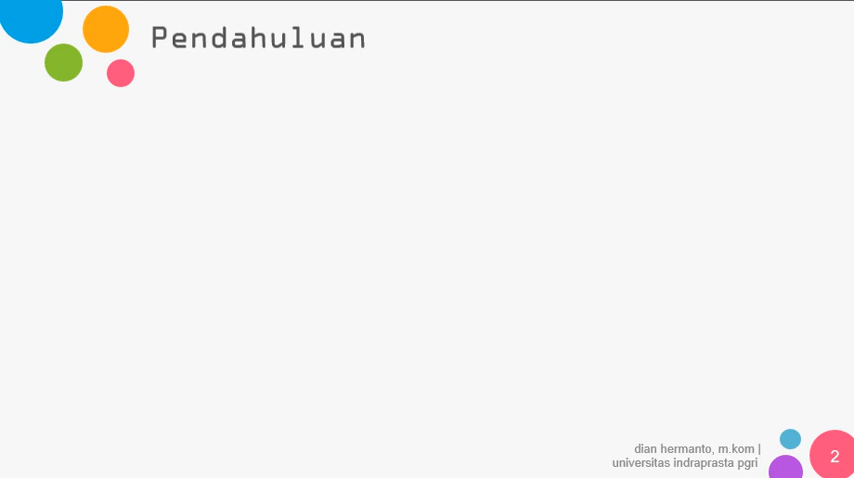 Pendahuluan
dian hermanto, m.kom |
universitas indraprasta pgri
2